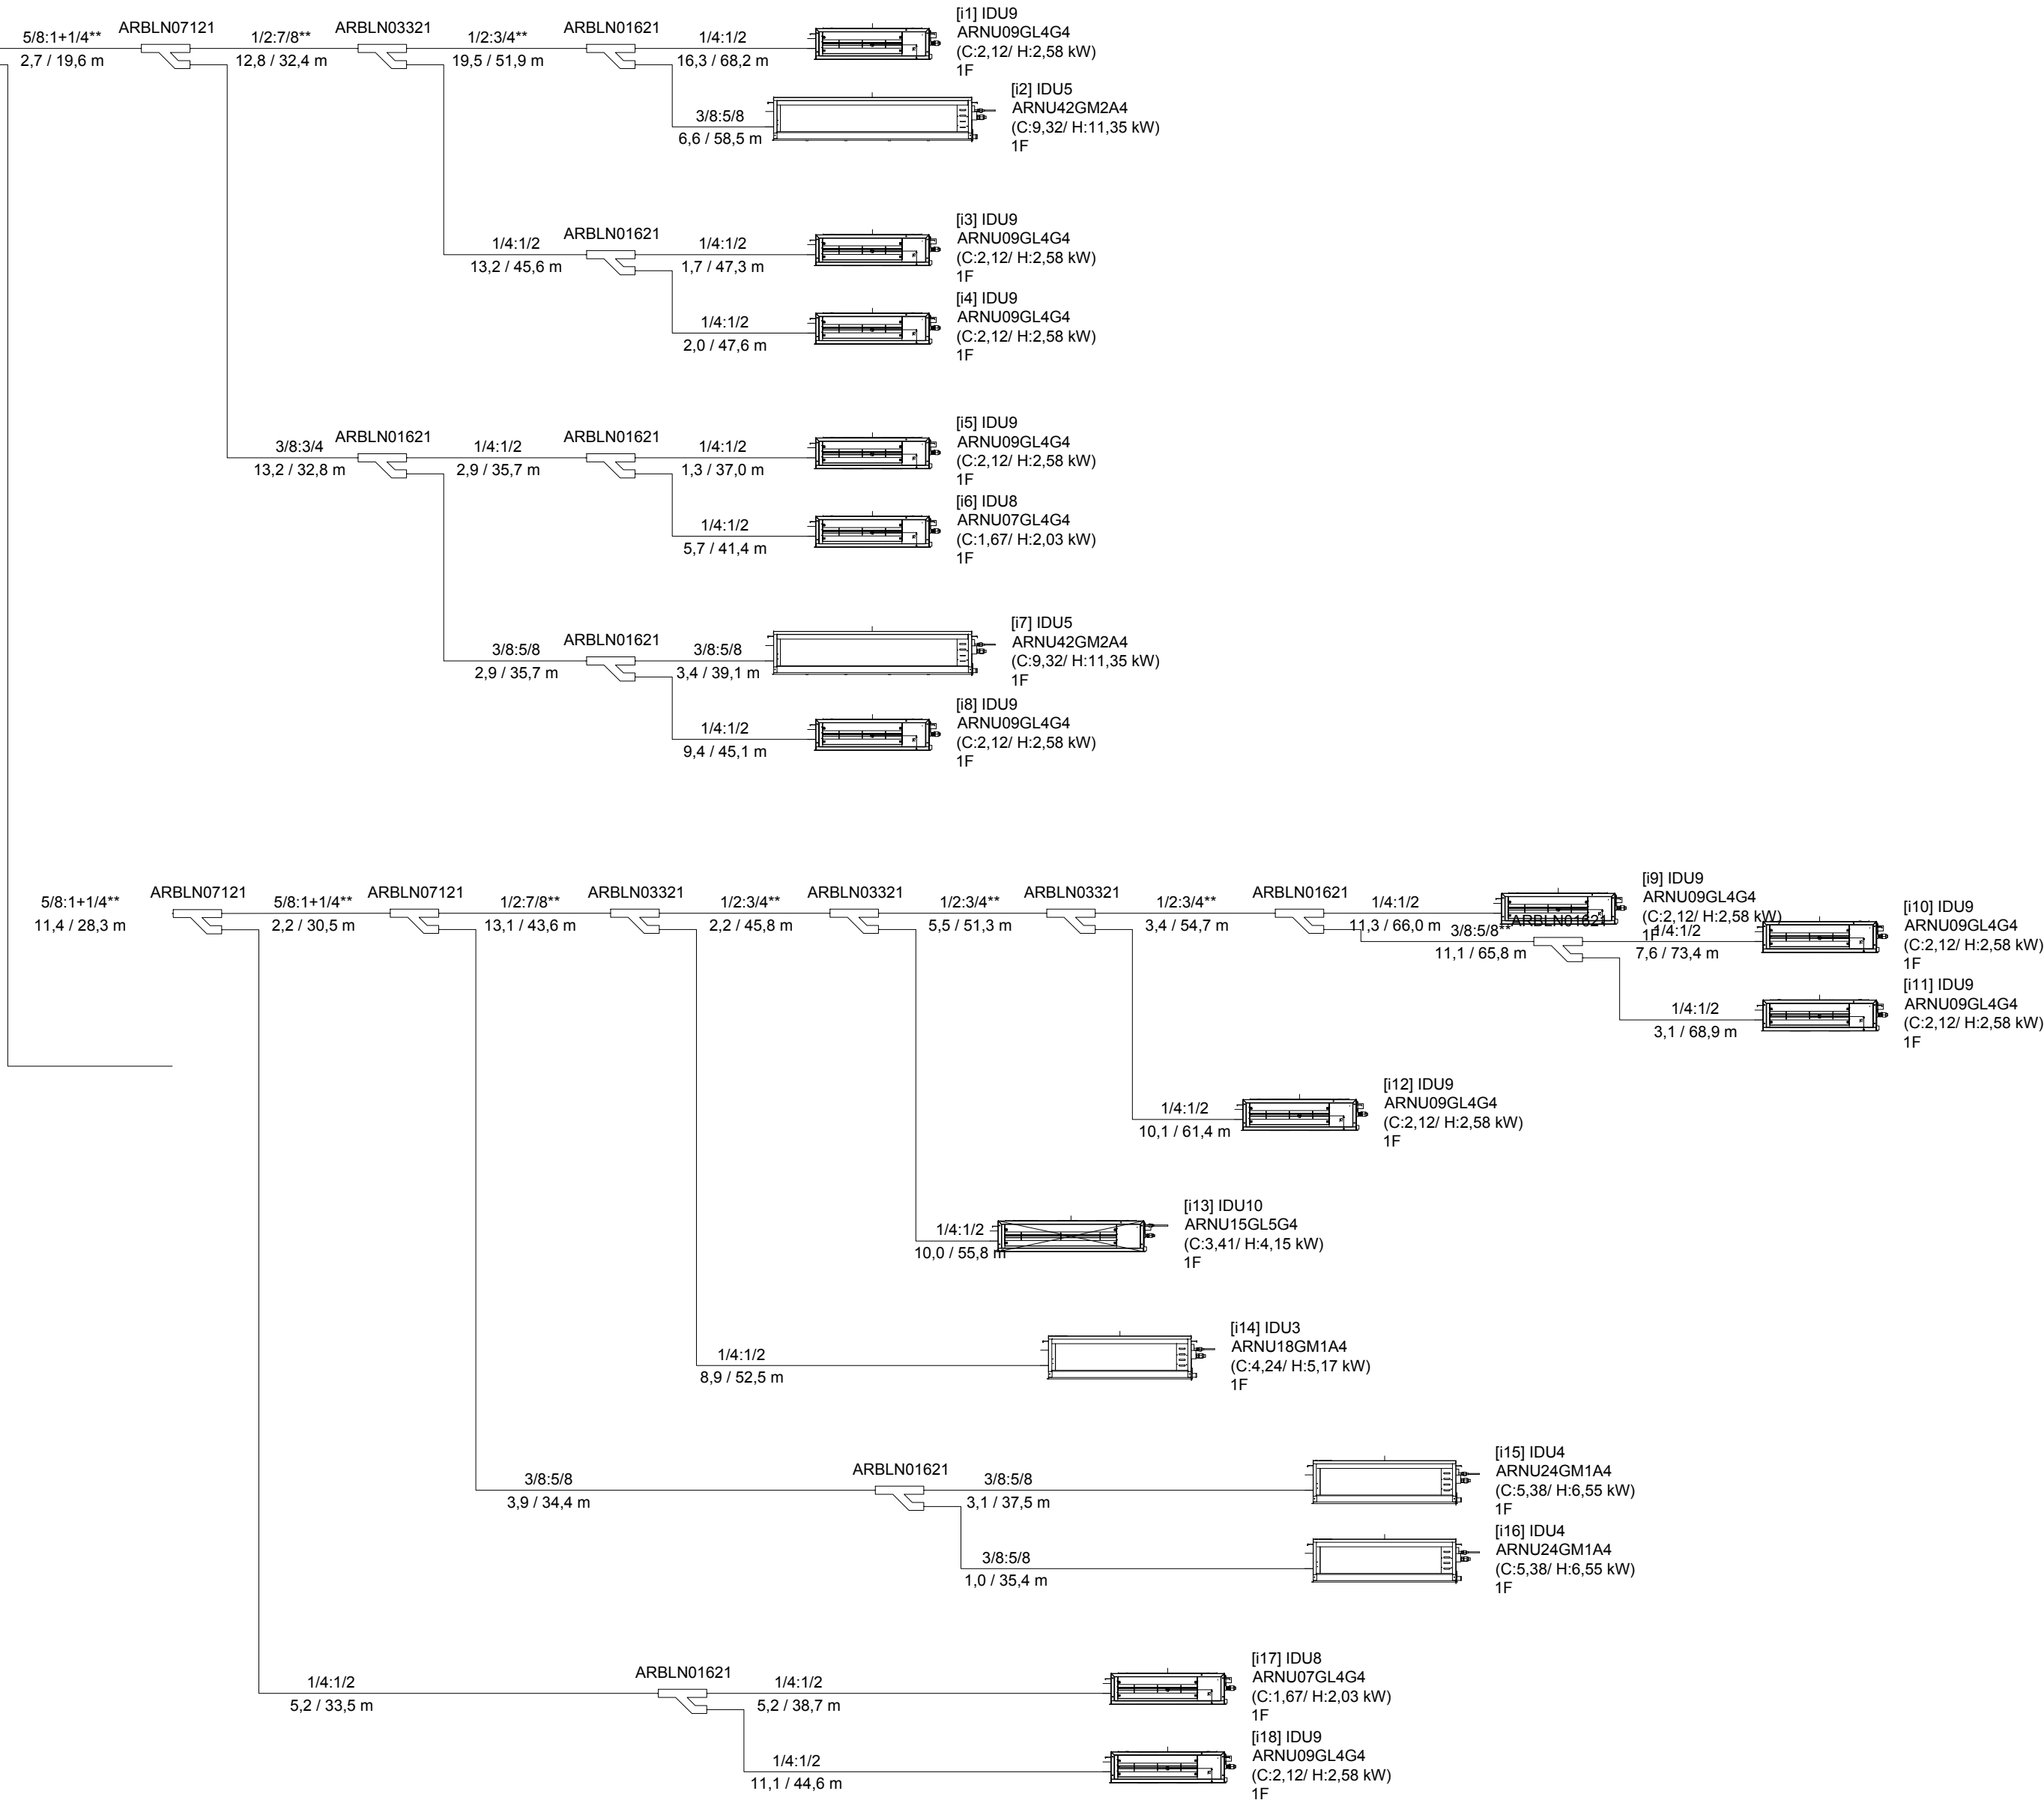 5/8:1+1/4**
2,7 / 19,6 m
ARBLN07121
1/2:7/8**
12,8 / 32,4 m
ARBLN03321
1/2:3/4**
19,5 / 51,9 m
ARBLN01621
1/4:1/2
16,3 / 68,2 m
[i1] IDU9
ARNU09GL4G4
(C:2,12/ H:2,58 kW)
1F
3/8:5/8
6,6 / 58,5 m
[i2] IDU5
ARNU42GM2A4
(C:9,32/ H:11,35 kW)
1F
1/4:1/2
13,2 / 45,6 m
ARBLN01621
1/4:1/2
1,7 / 47,3 m
[i3] IDU9
ARNU09GL4G4
(C:2,12/ H:2,58 kW)
1F
1/4:1/2
2,0 / 47,6 m
[i4] IDU9
ARNU09GL4G4
(C:2,12/ H:2,58 kW)
1F
3/8:3/4
13,2 / 32,8 m
ARBLN01621
1/4:1/2
2,9 / 35,7 m
ARBLN01621
1/4:1/2
1,3 / 37,0 m
[i5] IDU9
ARNU09GL4G4
(C:2,12/ H:2,58 kW)
1F
1/4:1/2
5,7 / 41,4 m
[i6] IDU8
ARNU07GL4G4
(C:1,67/ H:2,03 kW)
1F
3/8:5/8
2,9 / 35,7 m
ARBLN01621
3/8:5/8
3,4 / 39,1 m
[i7] IDU5
ARNU42GM2A4
(C:9,32/ H:11,35 kW)
1F
1/4:1/2
9,4 / 45,1 m
[i8] IDU9
ARNU09GL4G4
(C:2,12/ H:2,58 kW)
1F
5/8:1+1/4**
11,4 / 28,3 m
ARBLN07121
5/8:1+1/4**
2,2 / 30,5 m
ARBLN07121
1/2:7/8**
13,1 / 43,6 m
ARBLN03321
1/2:3/4**
2,2 / 45,8 m
ARBLN03321
1/2:3/4**
5,5 / 51,3 m
ARBLN03321
1/2:3/4**
3,4 / 54,7 m
ARBLN01621
1/4:1/2
11,3 / 66,0 m
[i9] IDU9
ARNU09GL4G4
(C:2,12/ H:2,58 kW)
1F
3/8:5/8**
11,1 / 65,8 m
ARBLN01621
1/4:1/2
7,6 / 73,4 m
[i10] IDU9
ARNU09GL4G4
(C:2,12/ H:2,58 kW)
1F
1/4:1/2
3,1 / 68,9 m
[i11] IDU9
ARNU09GL4G4
(C:2,12/ H:2,58 kW)
1F
1/4:1/2
10,1 / 61,4 m
[i12] IDU9
ARNU09GL4G4
(C:2,12/ H:2,58 kW)
1F
1/4:1/2
10,0 / 55,8 m
[i13] IDU10
ARNU15GL5G4
(C:3,41/ H:4,15 kW)
1F
1/4:1/2
8,9 / 52,5 m
[i14] IDU3
ARNU18GM1A4
(C:4,24/ H:5,17 kW)
1F
3/8:5/8
3,9 / 34,4 m
ARBLN01621
3/8:5/8
3,1 / 37,5 m
[i15] IDU4
ARNU24GM1A4
(C:5,38/ H:6,55 kW)
1F
3/8:5/8
1,0 / 35,4 m
[i16] IDU4
ARNU24GM1A4
(C:5,38/ H:6,55 kW)
1F
1/4:1/2
5,2 / 33,5 m
ARBLN01621
1/4:1/2
5,2 / 38,7 m
[i17] IDU8
ARNU07GL4G4
(C:1,67/ H:2,03 kW)
1F
1/4:1/2
11,1 / 44,6 m
[i18] IDU9
ARNU09GL4G4
(C:2,12/ H:2,58 kW)
1F